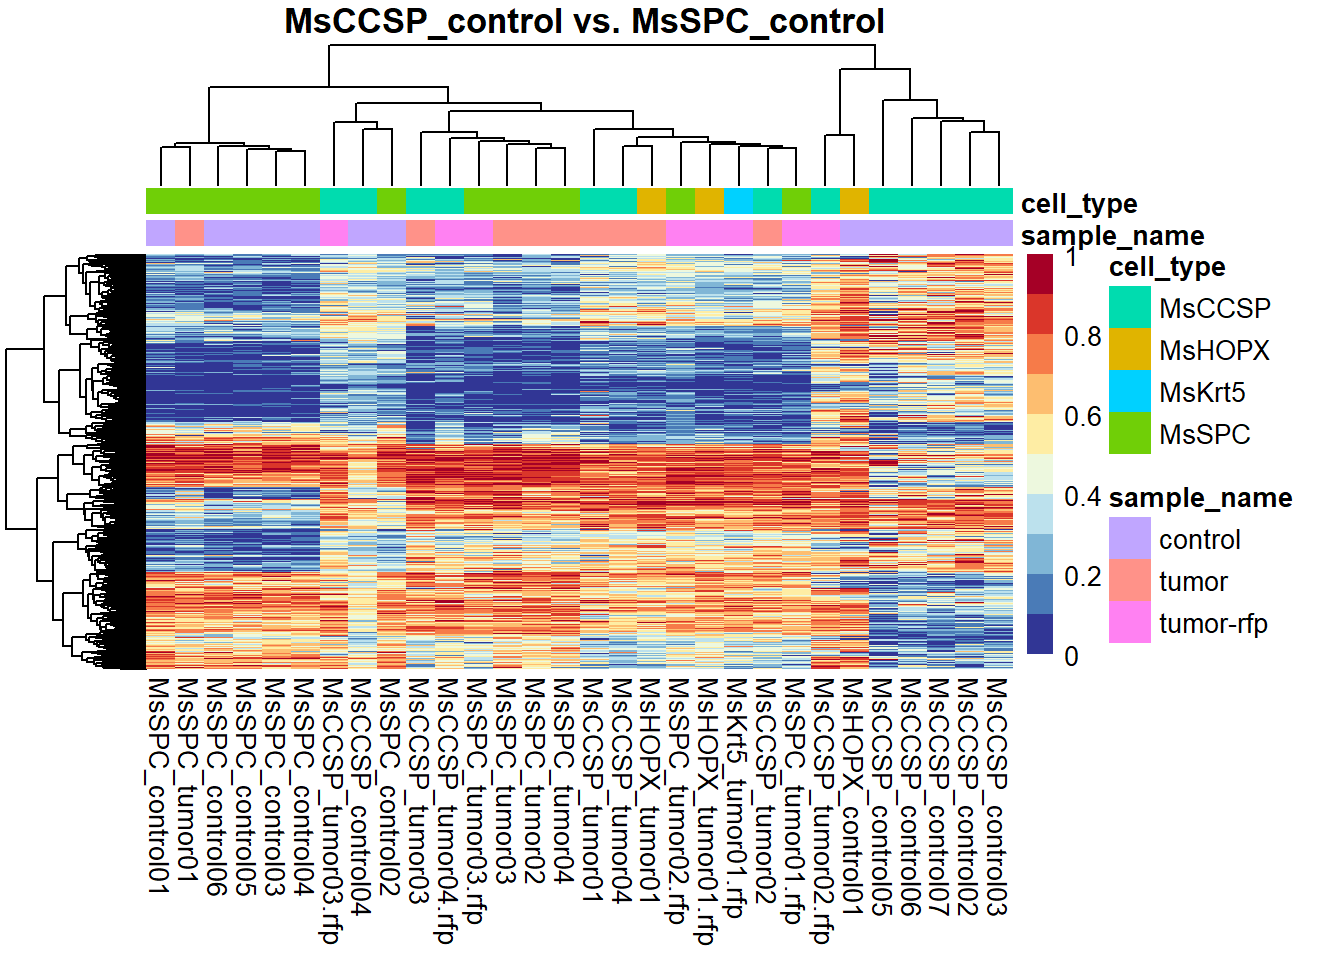 MsCCSP_control vs. MsSPC_control
cell_type
sample_name
1
0.8
0.6
0.4
0.2
0
cell_type
MsCCSP
MsHOPX
MsKrt5
MsSPC
sample_name
control
tumor
tumor-rfp
MsSPC_control01
MsSPC_tumor01
MsSPC_control06
MsSPC_control05
MsSPC_control03
MsSPC_control04
MsCCSP_tumor03.rfp
MsCCSP_control04
MsSPC_control02
MsCCSP_tumor03
MsCCSP_tumor04.rfp
MsSPC_tumor03.rfp
MsSPC_tumor03
MsSPC_tumor02
MsSPC_tumor04
MsCCSP_tumor01
MsCCSP_tumor04
MsHOPX_tumor01
MsSPC_tumor02.rfp
MsHOPX_tumor01.rfp
MsKrt5_tumor01.rfp
MsCCSP_tumor02
MsSPC_tumor01.rfp
MsCCSP_tumor02.rfp
MsHOPX_control01
MsCCSP_control05
MsCCSP_control06
MsCCSP_control07
MsCCSP_control02
MsCCSP_control03